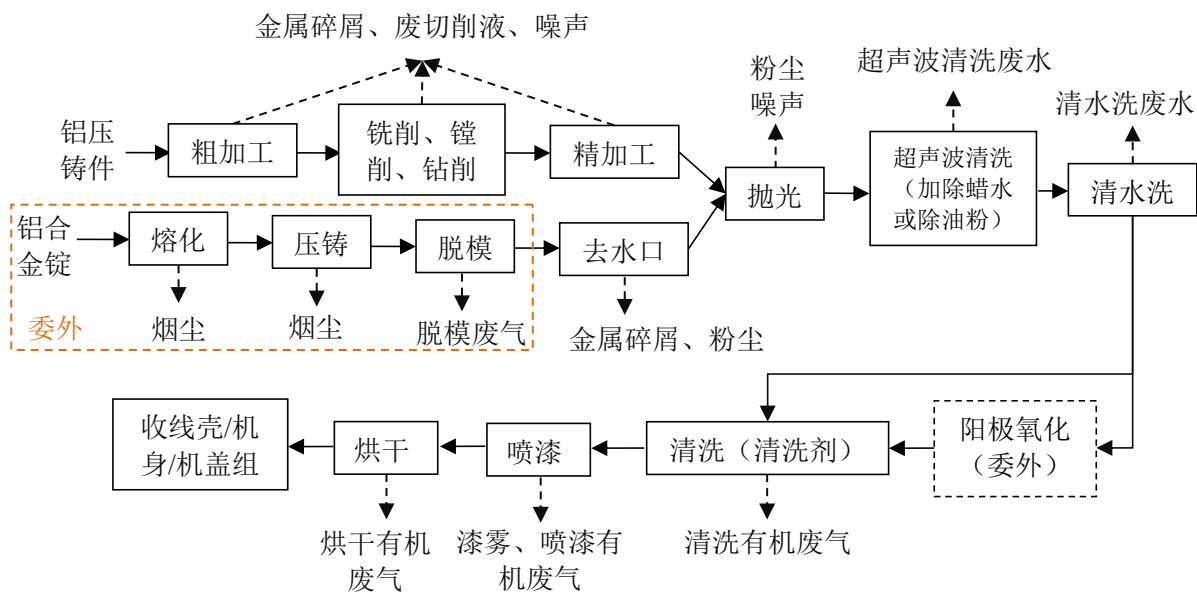 金属碎屑、废切削液、噪声
粉尘
噪声
超声波清洗废水
清水洗废水
铝压
铸件
粗加工
铣削、镗
削、钻削
精加工
抛光
超声波清洗
（加除蜡水
或除油粉）
清水洗
铝合
金锭
熔化
压铸
脱模
去水口
委外
烟尘
烟尘
脱模废气
金属碎屑、粉尘
收线壳/机
身/机盖组
烘干
喷漆
清洗（清洗剂）
阳极氧化
（委外）
烘干有机
废气
漆雾、喷漆有
机废气
清洗有机废气